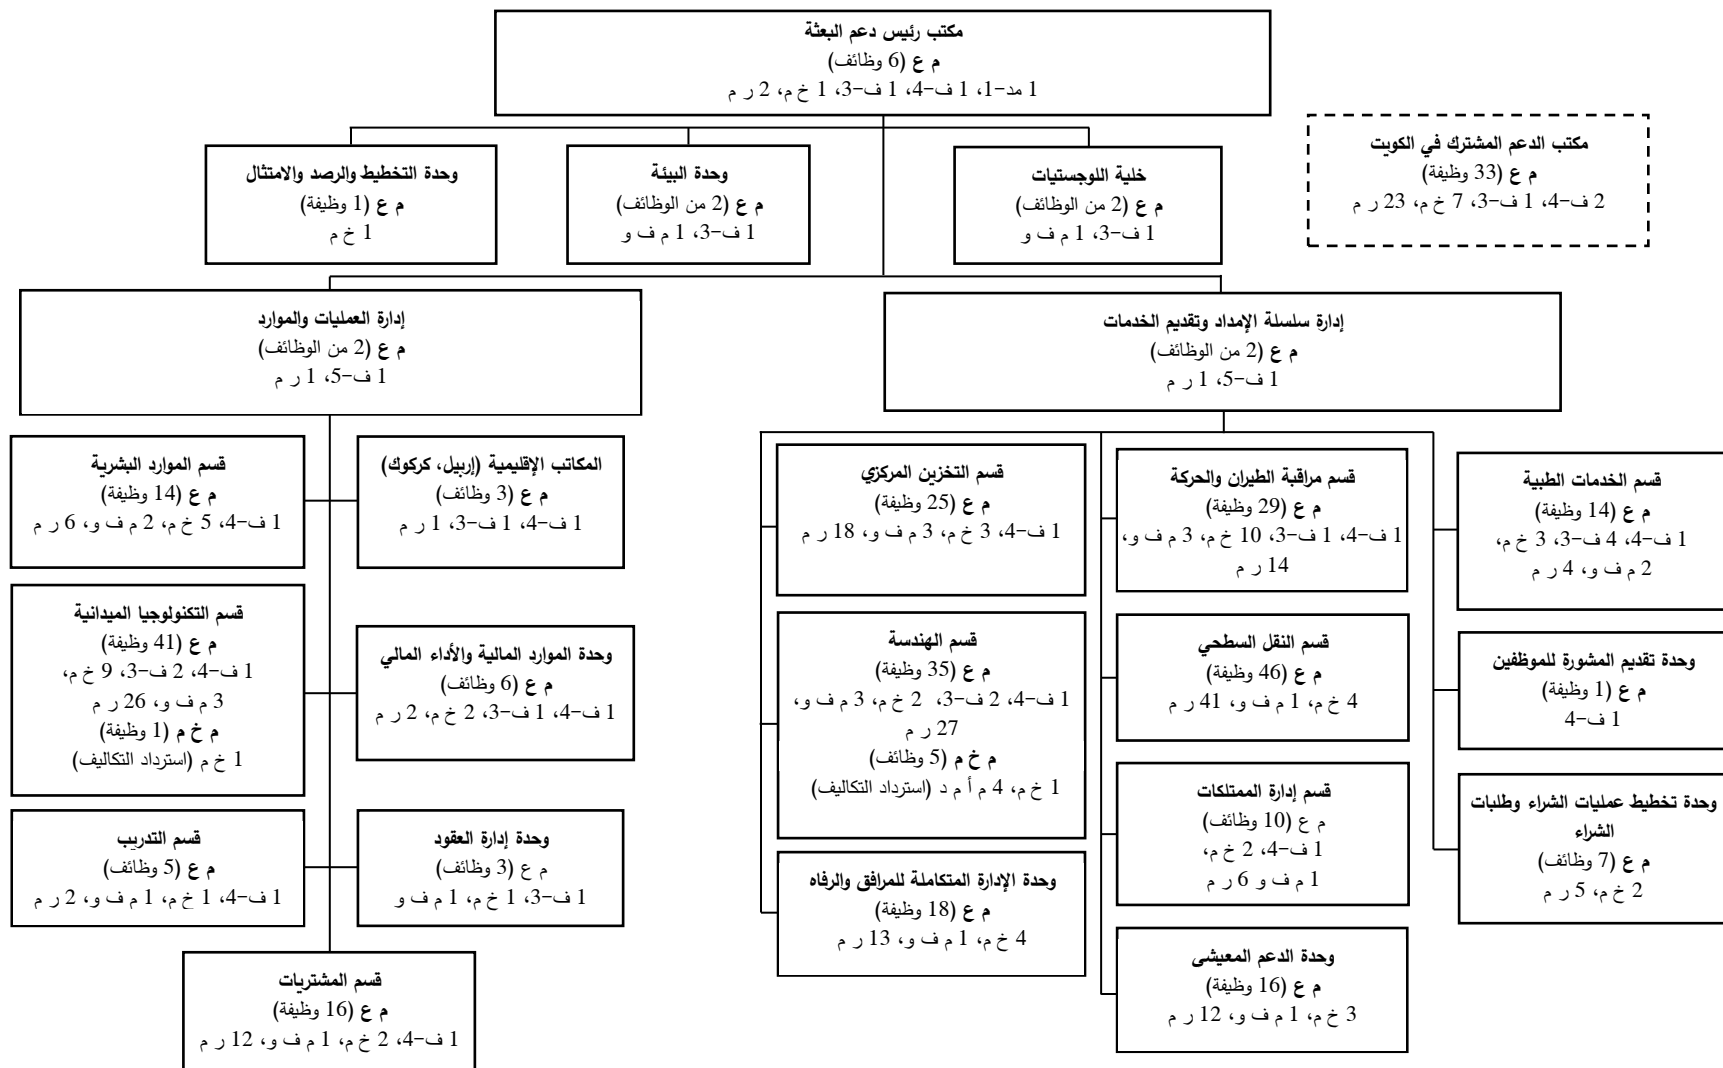 مكتب رئيس دعم البعثة
م ع (6 وظائف)
1 مد-1، 1 ف-4، 1 ف-3، 1 خ م، 2 ر م
مكتب الدعم المشترك في الكويت
م ع (33 وظيفة)
2 ف-4، 1 ف-3، 7 خ م، 23 ر م
خلية اللوجستيات
م ع (2 من الوظائف)
1 ف-3، 1 م ف و
وحدة البيئة
م ع (2 من الوظائف)
1 ف-3، 1 م ف و
وحدة التخطيط والرصد والامتثال
م ع (1 وظيفة)
1 خ م
إدارة سلسلة الإمداد وتقديم الخدمات
م ع (2 من الوظائف)
1 ف-5، 1 ر م
إدارة العمليات والموارد
م ع (2 من الوظائف)
1 ف-5، 1 ر م
قسم الخدمات الطبية
م ع (14 وظيفة)
1 ف-4، 4 ف-3، 3 خ م،
2 م ف و، 4 ر م
وحدة تقديم المشورة للموظفين
م ع (1 وظيفة)
1 ف-4
وحدة تخطيط عمليات الشراء وطلبات
الشراء
م ع (7 وظائف)
2 خ م، 5 ر م
قسم مراقبة الطيران والحركة
م ع (29 وظيفة)
1 ف-4، 1 ف-3، 10 خ م، 3 م ف و،
14 ر م
قسم النقل السطحي
م ع (46 وظيفة)
4 خ م، 1 م ف و، 41 ر م
قسم إدارة الممتلكات
م ع (10 وظائف)
1 ف-4، 2 خ م،
1 م ف و 6 ر م
وحدة الدعم المعيشي
م ع (16 وظيفة)
3 خ م، 1 م ف و، 12 ر م
قسم التخزين المركزي
م ع (25 وظيفة)
1 ف-4، 3 خ م، 3 م ف و، 18 ر م
قسم الهندسة
م ع (35 وظيفة)
1 ف-4، 2 ف-3، 2 خ م، 3 م ف و،
27 ر م
م خ م (5 وظائف)
1 خ م، 4 م أ م د (استرداد التكاليف)
وحدة الإدارة المتكاملة للمرافق والرفاه
م ع (18 وظيفة)
4 خ م، 1 م ف و، 13 ر م
المكاتب الإقليمية (إربيل، كركوك)
م ع (3 وظائف)
1 ف-4، 1 ف-3، 1 ر م
وحدة الموارد المالية والأداء المالي
م ع (6 وظائف)
1 ف-4، 1 ف-3، 2 خ م، 2 ر م
وحدة إدارة العقود
م ع (3 وظائف)
1 ف-3، 1 خ م، 1 م ف و
قسم الموارد البشرية
م ع (14 وظيفة)
1 ف-4، 5 خ م، 2 م ف و، 6 ر م
قسم التكنولوجيا الميدانية
م ع (41 وظيفة)
1 ف-4، 2 ف-3، 9 خ م،
3 م ف و، 26 ر م
م خ م (1 وظيفة)
1 خ م (استرداد التكاليف)
قسم التدريب
م ع (5 وظائف)
1 ف-4، 1 خ م، 1 م ف و، 2 ر م
قسم المشتريات
م ع (16 وظيفة)
1 ف-4، 2 خ م، 1 م ف و، 12 ر م